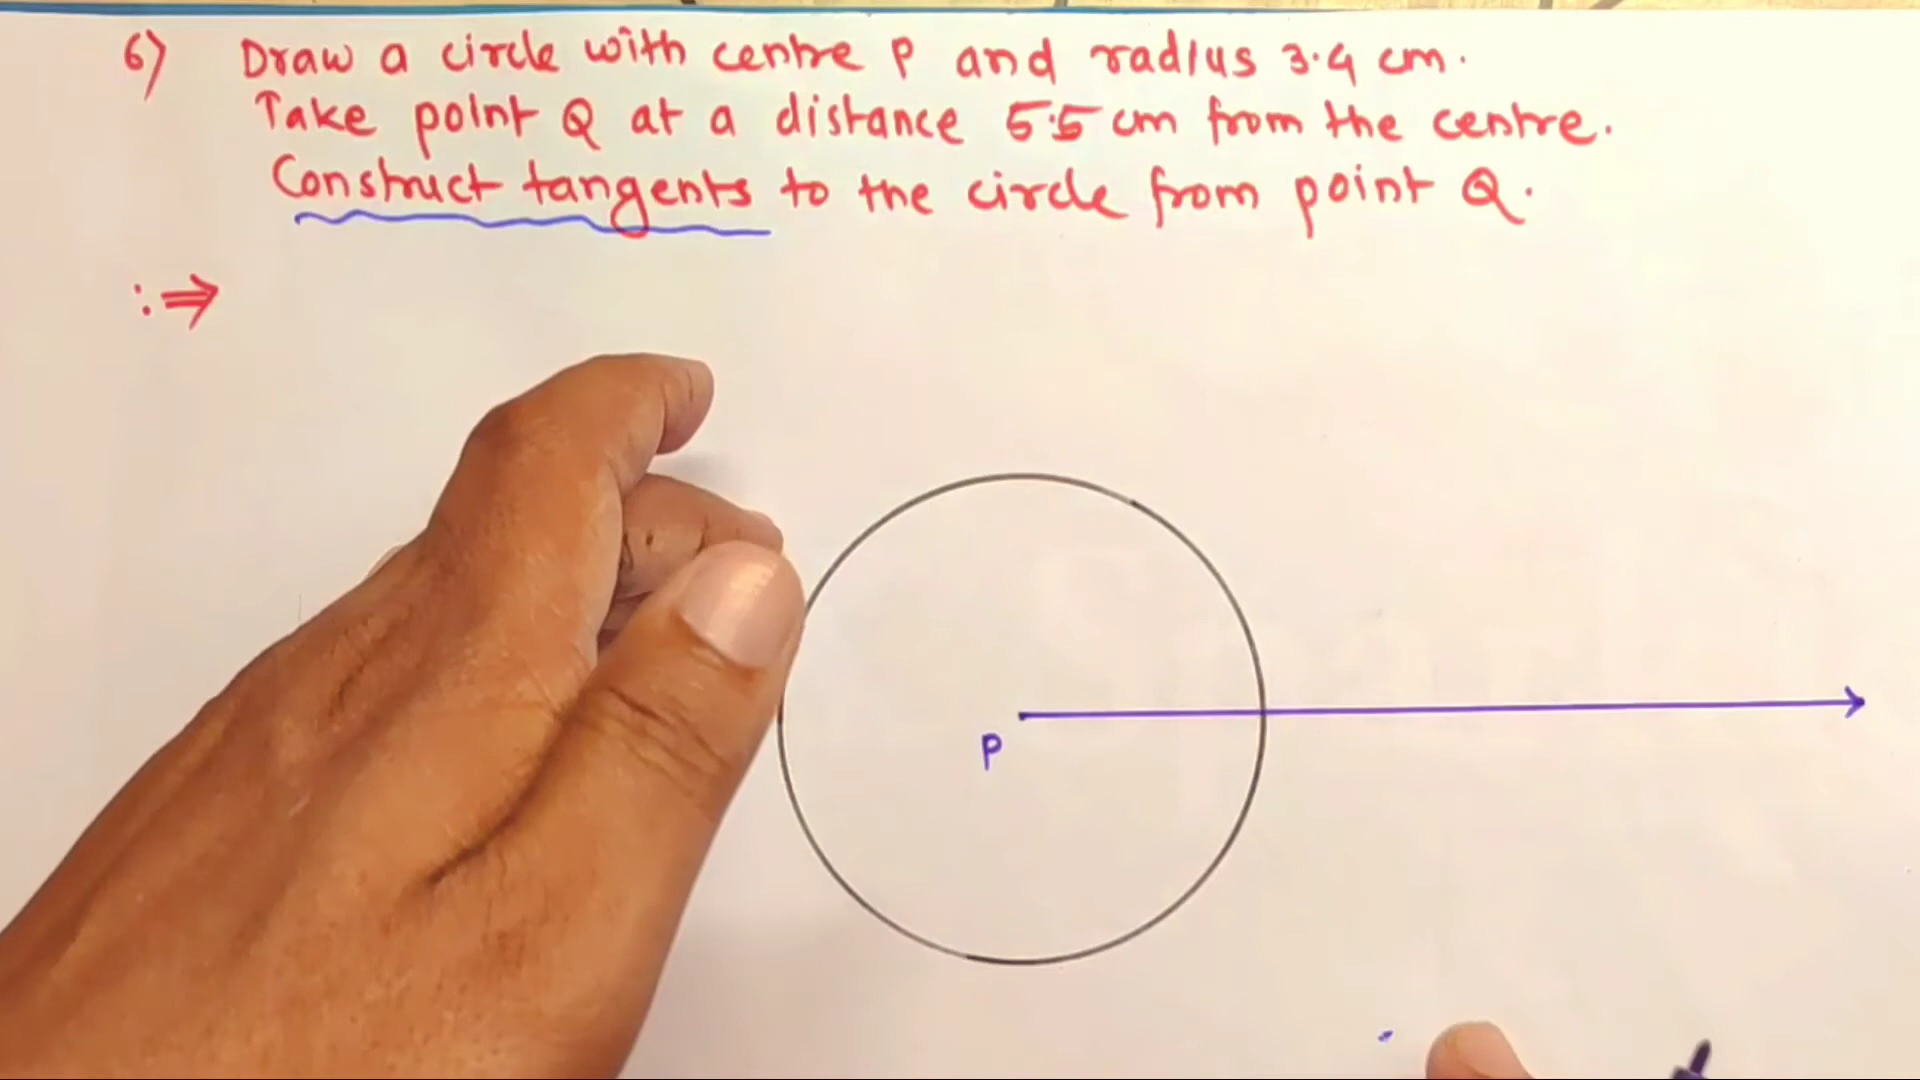 6) Draw a circle with centre P and radius 3.4 cm.
Take point Q at a distance 5.5 cm from the centre.
Construct tangents to the circle from point Q.
:⇒
P